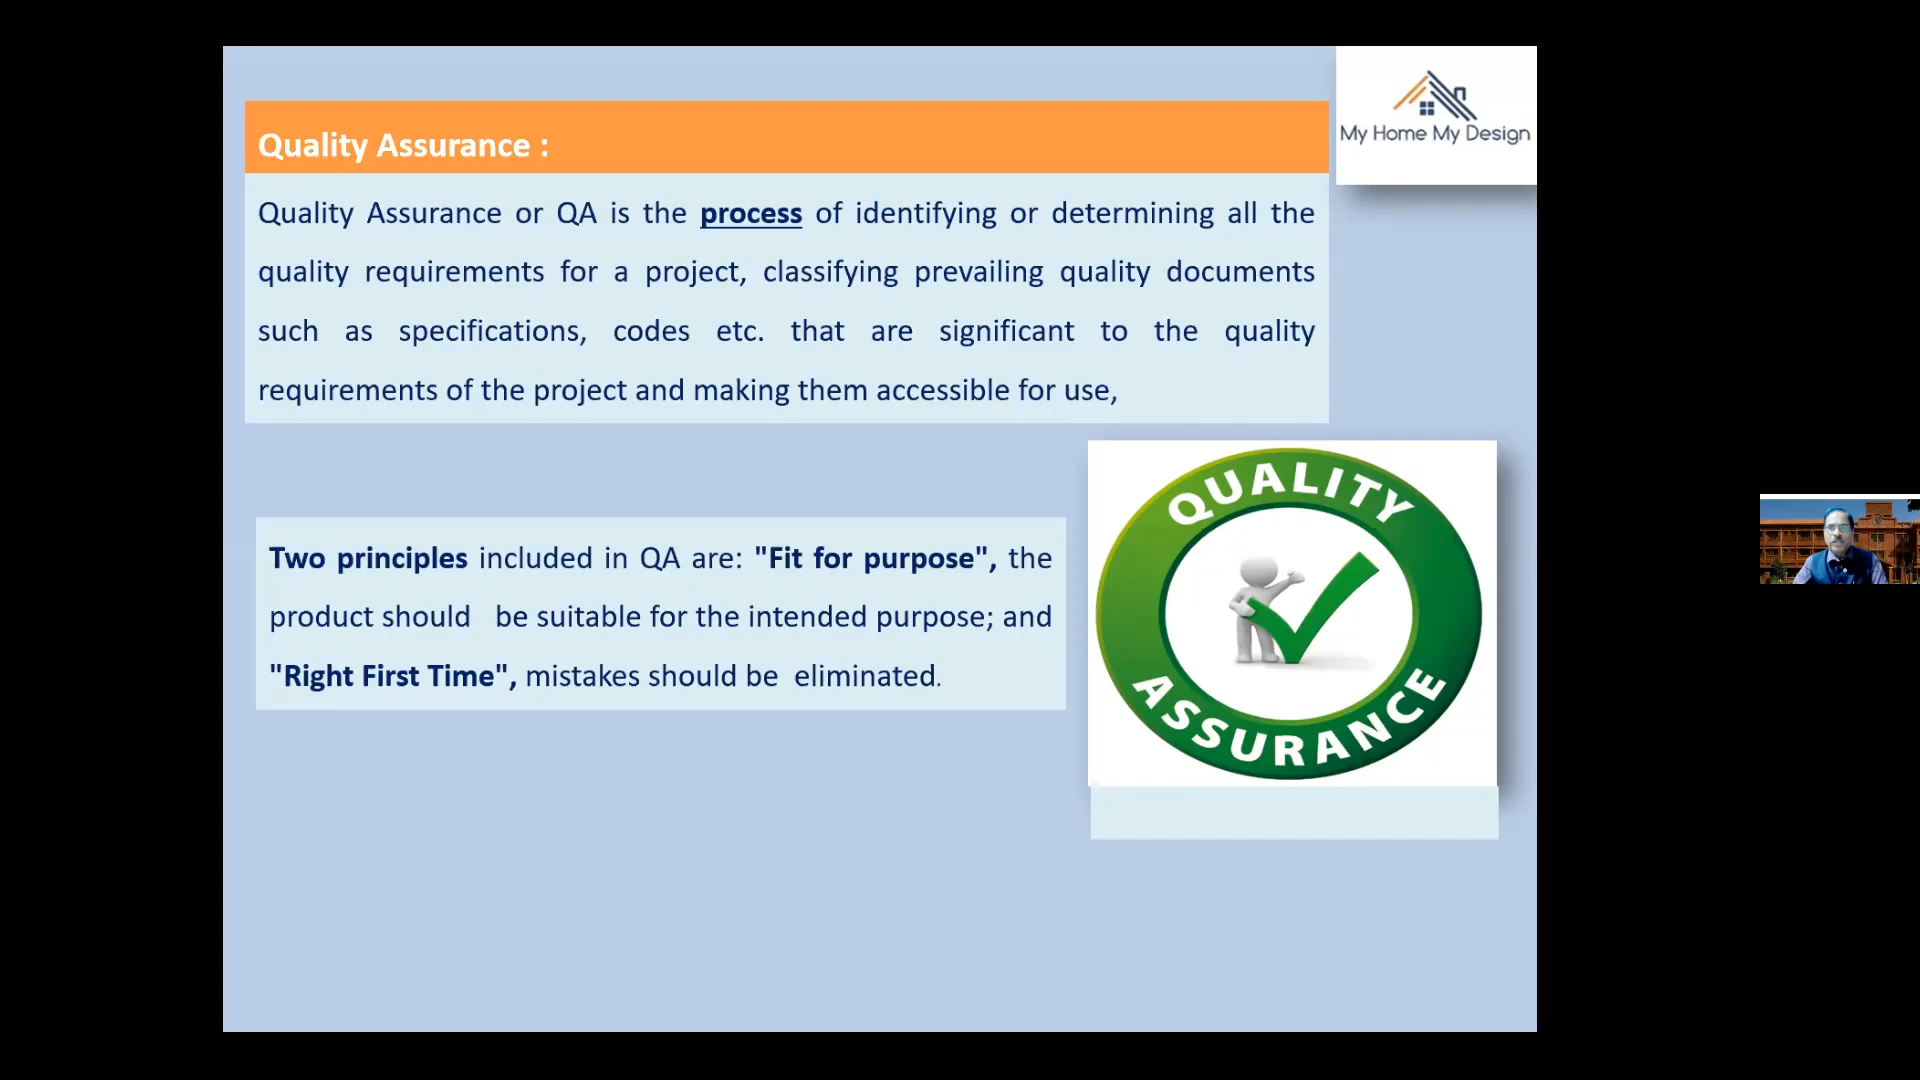 My Home My Design
Quality Assurance :
Quality Assurance or QA is the process of identifying or determining all the
quality requirements for a project, classifying prevailing quality documents
such as specifications, codes etc. that are significant to the quality
requirements of the project and making them accessible for use,
Two principles included in QA are: "Fit for purpose", the
product should be suitable for the intended purpose; and
"Right First Time", mistakes should be eliminated.
QUALITY
ASSURANCE